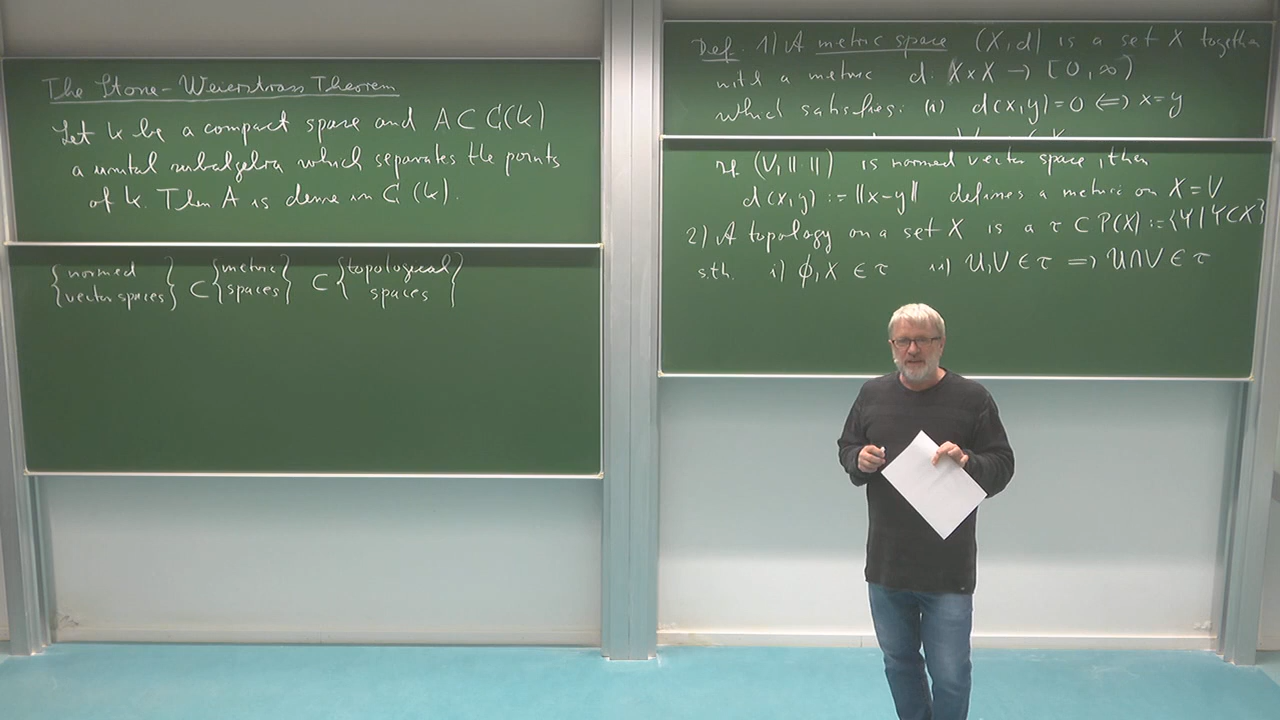 The Stone-Weierstrass Theorem
Let K be a compact space and A ⊂ C(K)
a unital subalgebra which separates the points
of K. Then A is dense in C(K).
{normed vector spaces} ⊂ {metric spaces} ⊂ {topological spaces}
Def. 1) A metric space (X,d) is a set X together
with a metric d: X×X → [0,∞)
which satisfies: (i) d(x,y)=0 ⟺ x=y
If (V,‖·‖) is normed vector space, then
d(x,y) := ‖x-y‖ defines a metric on X=V
2) A topology on a set X is a τ ⊂ P(X) := {Y | Y⊂X}
s.th. i) ϕ, X ∈ τ ii) U,V ∈ τ ⟹ U∩V ∈ τ